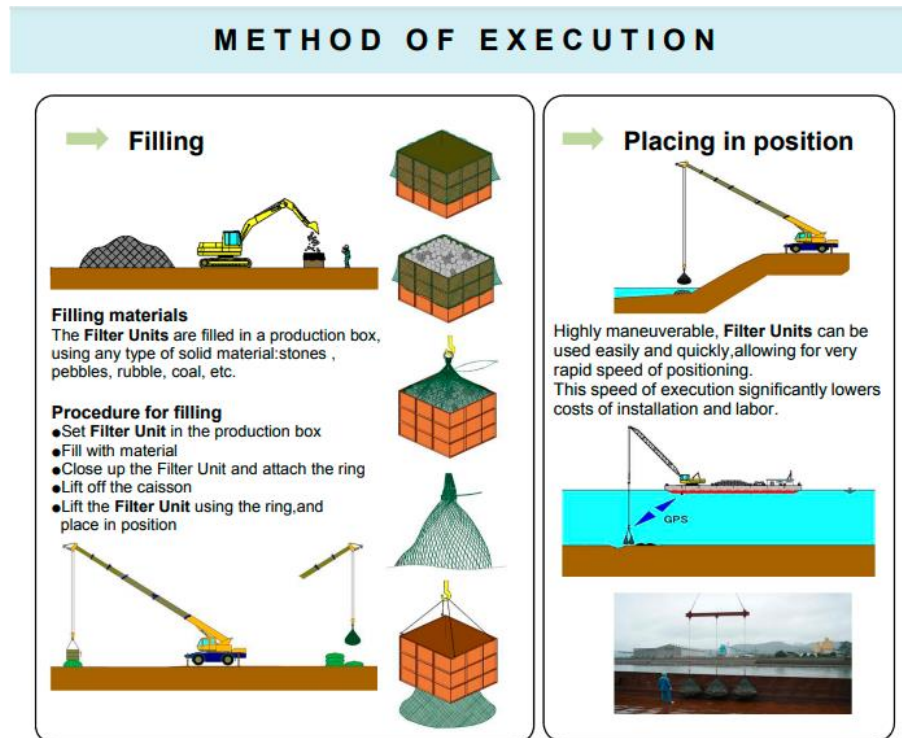 METHOD OF EXECUTION
Filling
Filling materials
The Filter Units are filled in a production box,
using any type of solid material:stones ,
pebbles, rubble, coal, etc.
Procedure for filling
●Set Filter Unit in the production box
●Fill with material
●Close up the Filter Unit and attach the ring
●Lift off the caisson
●Lift the Filter Unit using the ring,and
place in position
Placing in position
Highly maneuverable, Filter Units can be
used easily and quickly,allowing for very
rapid speed of positioning.
This speed of execution significantly lowers
costs of installation and labor.
GPS